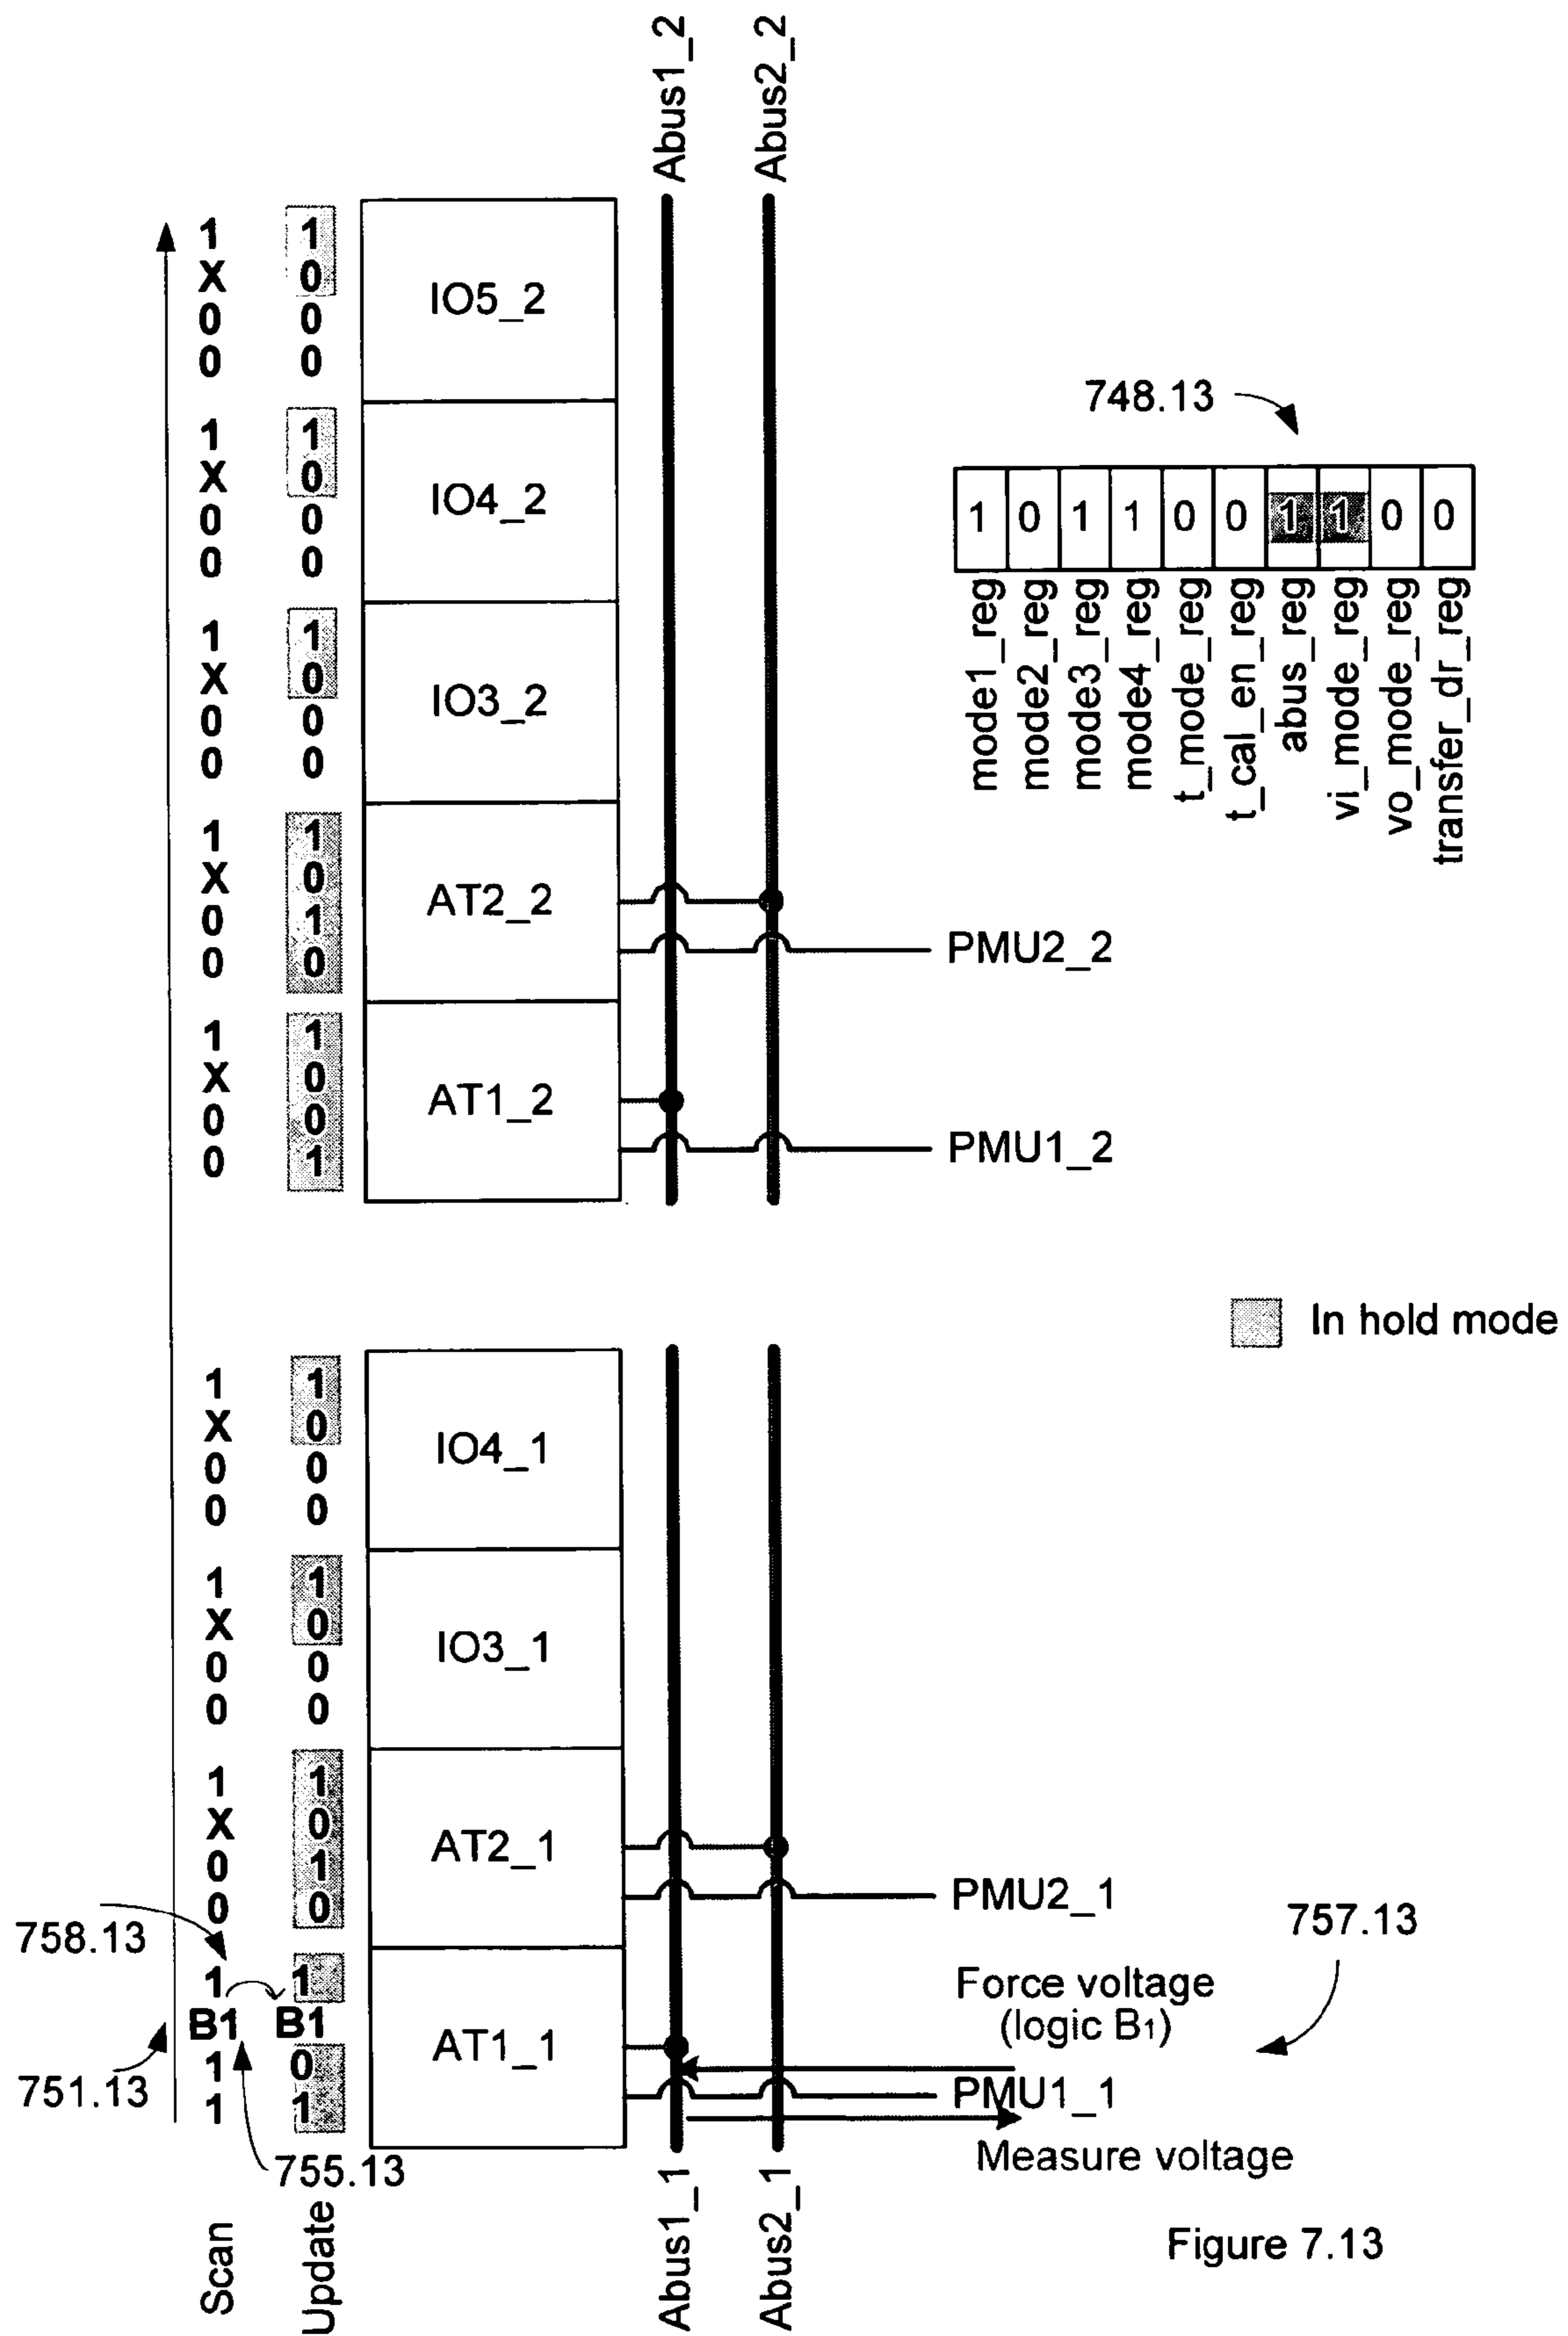 Abus1_2
Abus2_2
1 1
X 0
0 0
0 0
IO5_2
1 1
X 0
0 0
0 0
IO4_2
1 1
X 0
0 0
0 0
IO3_2
1 1
X 0
0 1
0 0
AT2_2
PMU2_2
1 1
X 0
0 0
0 1
AT1_2
PMU1_2
748.13
1 0 1 1 0 0 1 1 0 0
mode1_reg
mode2_reg
mode3_reg
mode4_reg
t_mode_reg
t_cal_en_reg
abus_reg
vi_mode_reg
vo_mode_reg
transfer_dr_reg
In hold mode
1 1
X 0
0 0
0 0
IO4_1
1 1
X 0
0 0
0 0
IO3_1
1 1
X 0
0 1
0 0
AT2_1
PMU2_1
758.13
1 1
B1 B1
1 0
1 1
AT1_1
751.13
755.13
757.13
Force voltage
(logic B1)
PMU1_1
Measure voltage
Scan
Update
Abus1_1
Abus2_1
Figure 7.13